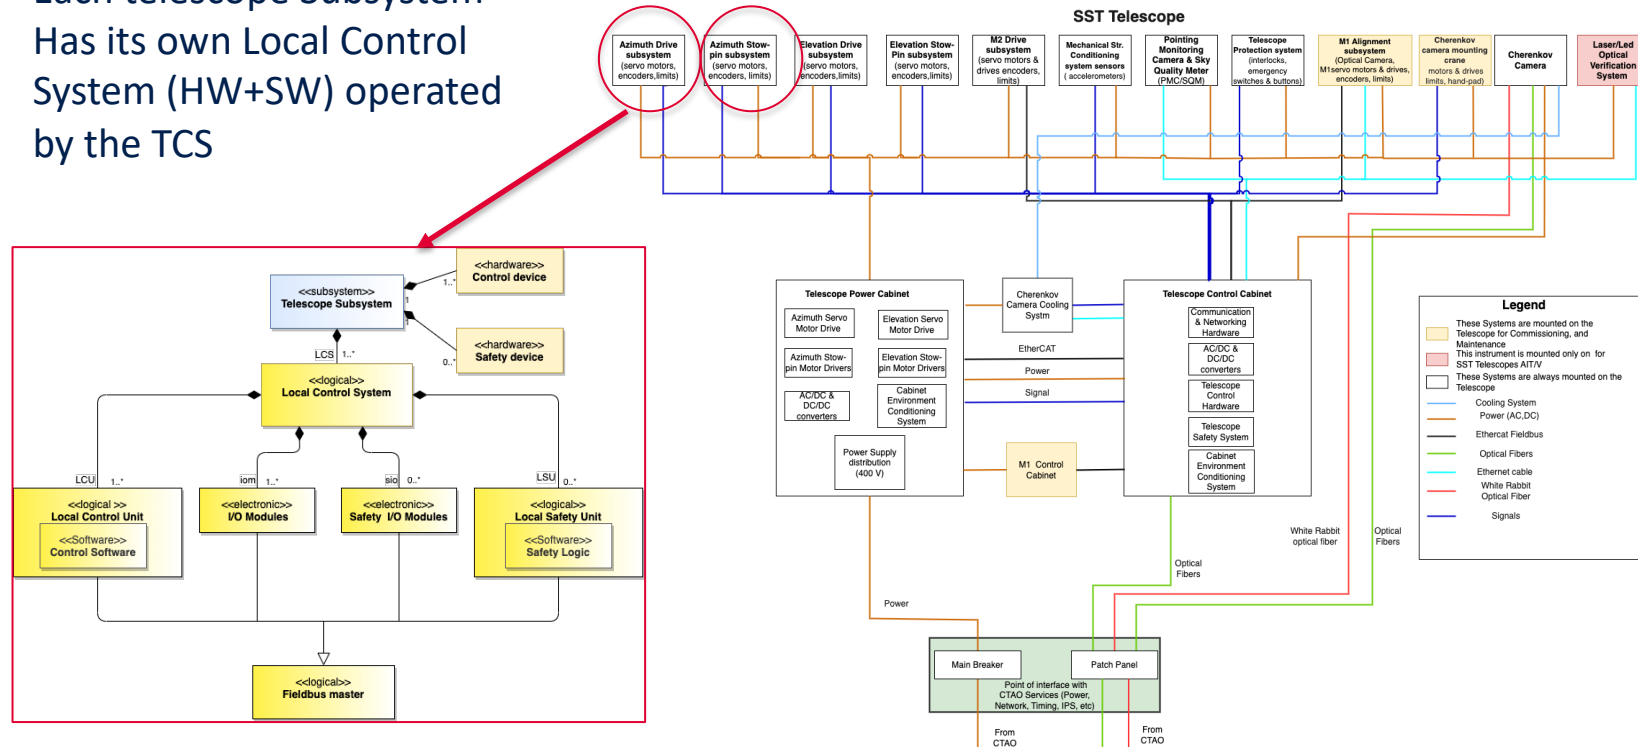 Each telescope Subsystem
Has its own Local Control
System (HW+SW) operated
by the TCS
SST Telescope
Azimuth Drive
subsystem
(servo motors,
encoders,limits)
Azimuth Stow-
pin subsystem
(servo motors,
encoders, limits)
Elevation Drive
subsystem
(servo motors,
encoders,limits)
Elevation Stow-
pin subsystem
(servo motors,
encoders, limits)
M2 Drive
subsystem
(servo motors &
drives encoders,
limits)
Mechanical Str.
Conditioning
system sensors
( accelerometers)
Pointing
Monitoring
Camera & Sky
Quality Meter
(PMC/SQM)
Telescope
Protection system
(interlocks,
emergency
switches & buttons)
M1 Alignment
subsystem
(Optical Camera,
M1servo motors & drives,
encoders, limits)
Cherenkov
camera mounting
crane
motors & drives
limits, hand-pad)
Cherenkov
Camera
Laser/Led
Optical
Verification
System
<<subsystem>>
Telescope Subsystem
<<hardware>>
Control device
1
1..*
<<hardware>>
Safety device
1
0..*
LCS
1..*
<<logical>>
Local Control System
LCU
1..*
iom
1..*
sio
0..*
LSU
0..*
<<logical >>
Local Control Unit
<<Software>>
Control Software
<<electronic>>
I/O Modules
<<electronic>>
Safety I/O Modules
<<logical>>
Local Safety Unit
<<Software>>
Safety Logic
<<logical>>
Fieldbus master
Telescope Power Cabinet
Azimuth Servo
Motor Drive
Elevation Servo
Motor Drive
Azimuth Stow-
pin Motor Drivers
Elevation Stow-
pin Motor Drivers
AC/DC &
DC/DC
converters
Cabinet
Environment
Conditioning
System
Power Supply
distribution
(400 V)
Cherenkov
Camera Cooling
Systm
EtherCAT
Power
Signal
M1 Control
Cabinet
Telescope Control Cabinet
Communication
& Networking
Hardware
AC/DC &
DC/DC
converters
Telescope
Control
Hardware
Telescope
Safety System
Cabinet
Environment
Conditioning
System
Legend
These Systems are mounted on the
Telescope for Commissioning, and
Maintenance
This instrument is mounted only on for
SST Telescopes AIT/V
These Systems are always mounted on the
Telescope
Cooling System
Power (AC,DC)
Ethercat Fieldbus
Optical Fibers
Ethernet cable
White Rabbit
Optical Fiber
Signals
White Rabbit
optical fiber
Optical
Fibers
Optical
Fibers
Power
Main Breaker
Patch Panel
Point of interface with
CTAO Services (Power,
Network, Timing, IPS, etc)
From
CTAO
From
CTAO